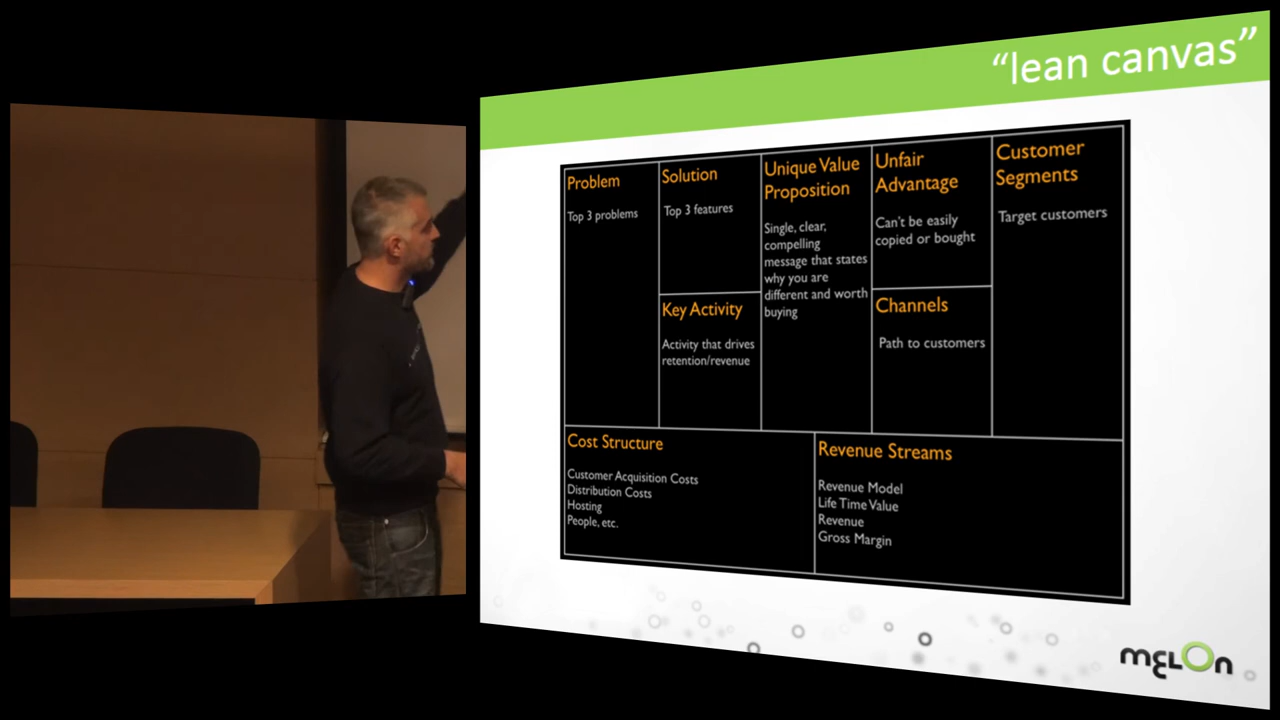 “lean canvas”
Problem
Top 3 problems
Solution
Top 3 features
Key Activity
Activity that drives
retention/revenue
Unique Value
Proposition
Single, clear,
compelling
message that states
why you are
different and worth
buying
Unfair
Advantage
Can't be easily
copied or bought
Channels
Path to customers
Customer
Segments
Target customers
Cost Structure
Customer Acquisition Costs
Distribution Costs
Hosting
People, etc.
Revenue Streams
Revenue Model
Life Time Value
Revenue
Gross Margin
MELOn